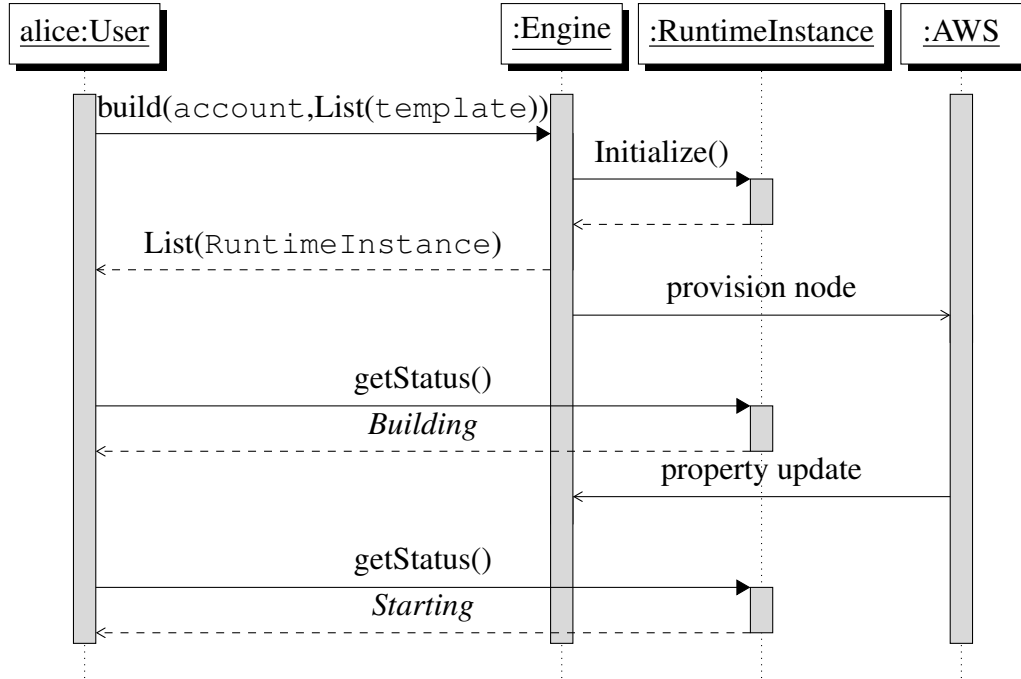 alice:User
:Engine
:RuntimeInstance
:AWS
build(account,List(template))
Initialize()
List(RuntimeInstance)
provision node
getStatus()
Building
property update
getStatus()
Starting